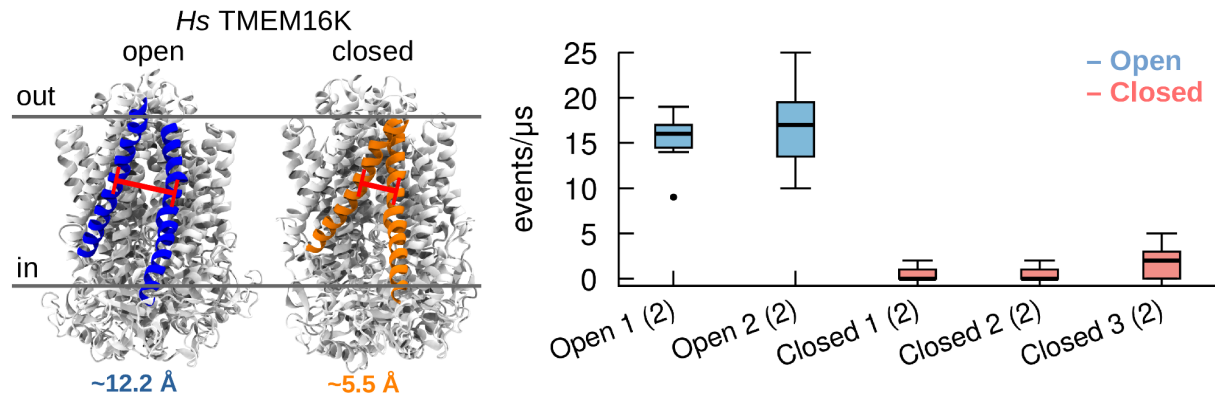 Hs TMEM16K
open
closed
out
in
~12.2 Å
~5.5 Å
events/μs
25
20
15
10
5
0
– Open
– Closed
Open 1 (2)
Open 2 (2)
Closed 1 (2)
Closed 2 (2)
Closed 3 (2)